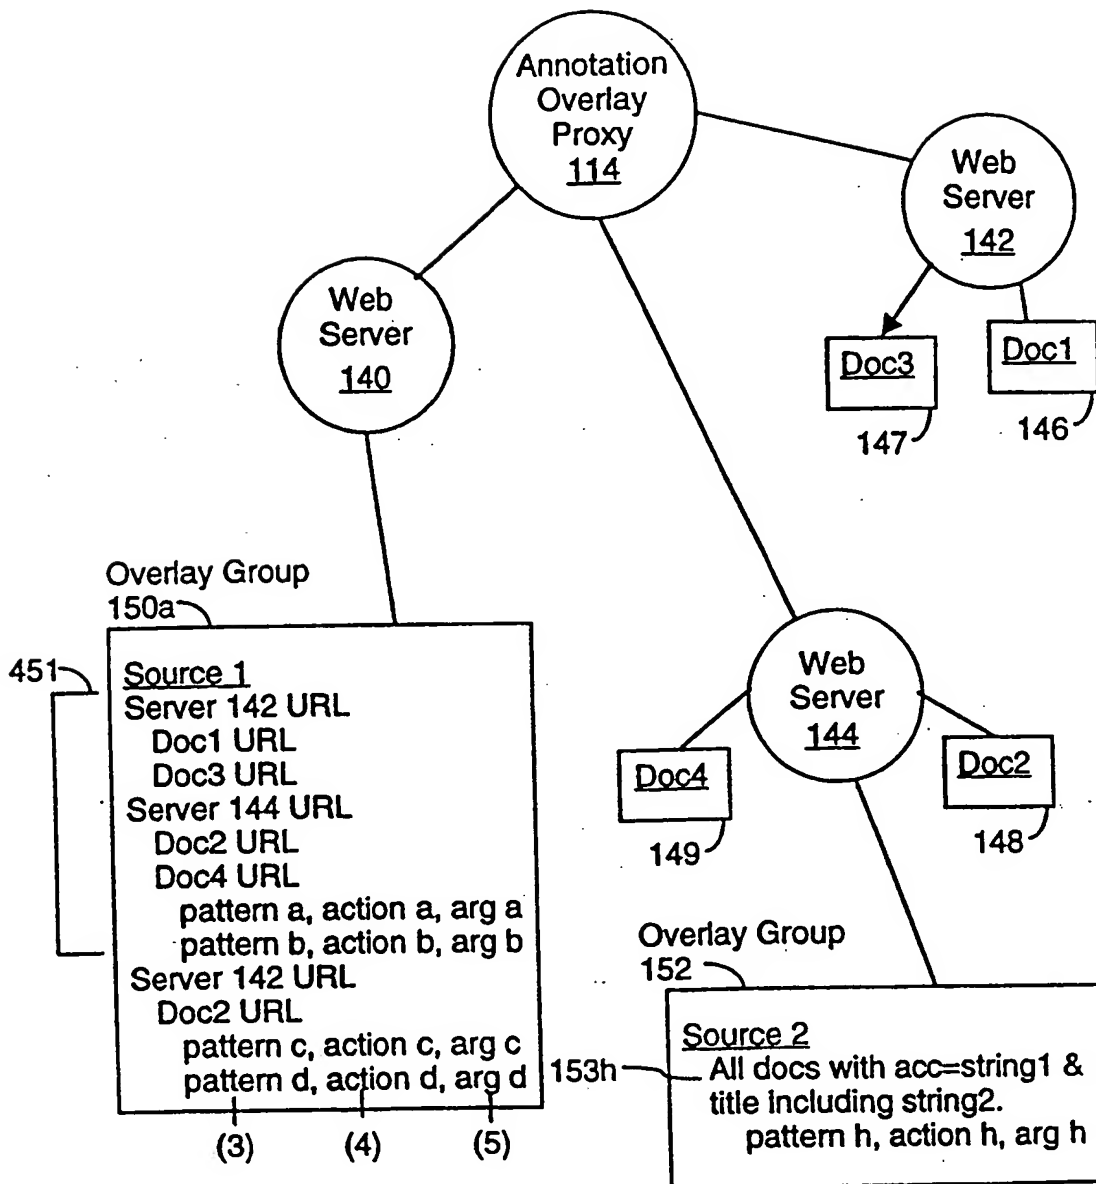 Annotation
Overlay
Proxy
114
Web
Server
142
Web
Server
140
Doc3
Doc1
147
146
Overlay Group
150a
451
Source 1
Server 142 URL
Doc1 URL
Doc3 URL
Server 144 URL
Doc2 URL
Doc4 URL
pattern a, action a, arg a
pattern b, action b, arg b
Server 142 URL
Doc2 URL
pattern c, action c, arg c
pattern d, action d, arg d
(3) (4) (5)
Web
Server
144
Doc4
Doc2
149
148
Overlay Group
152
153h
Source 2
All docs with acc=string1 &
title including string2.
pattern h, action h, arg h